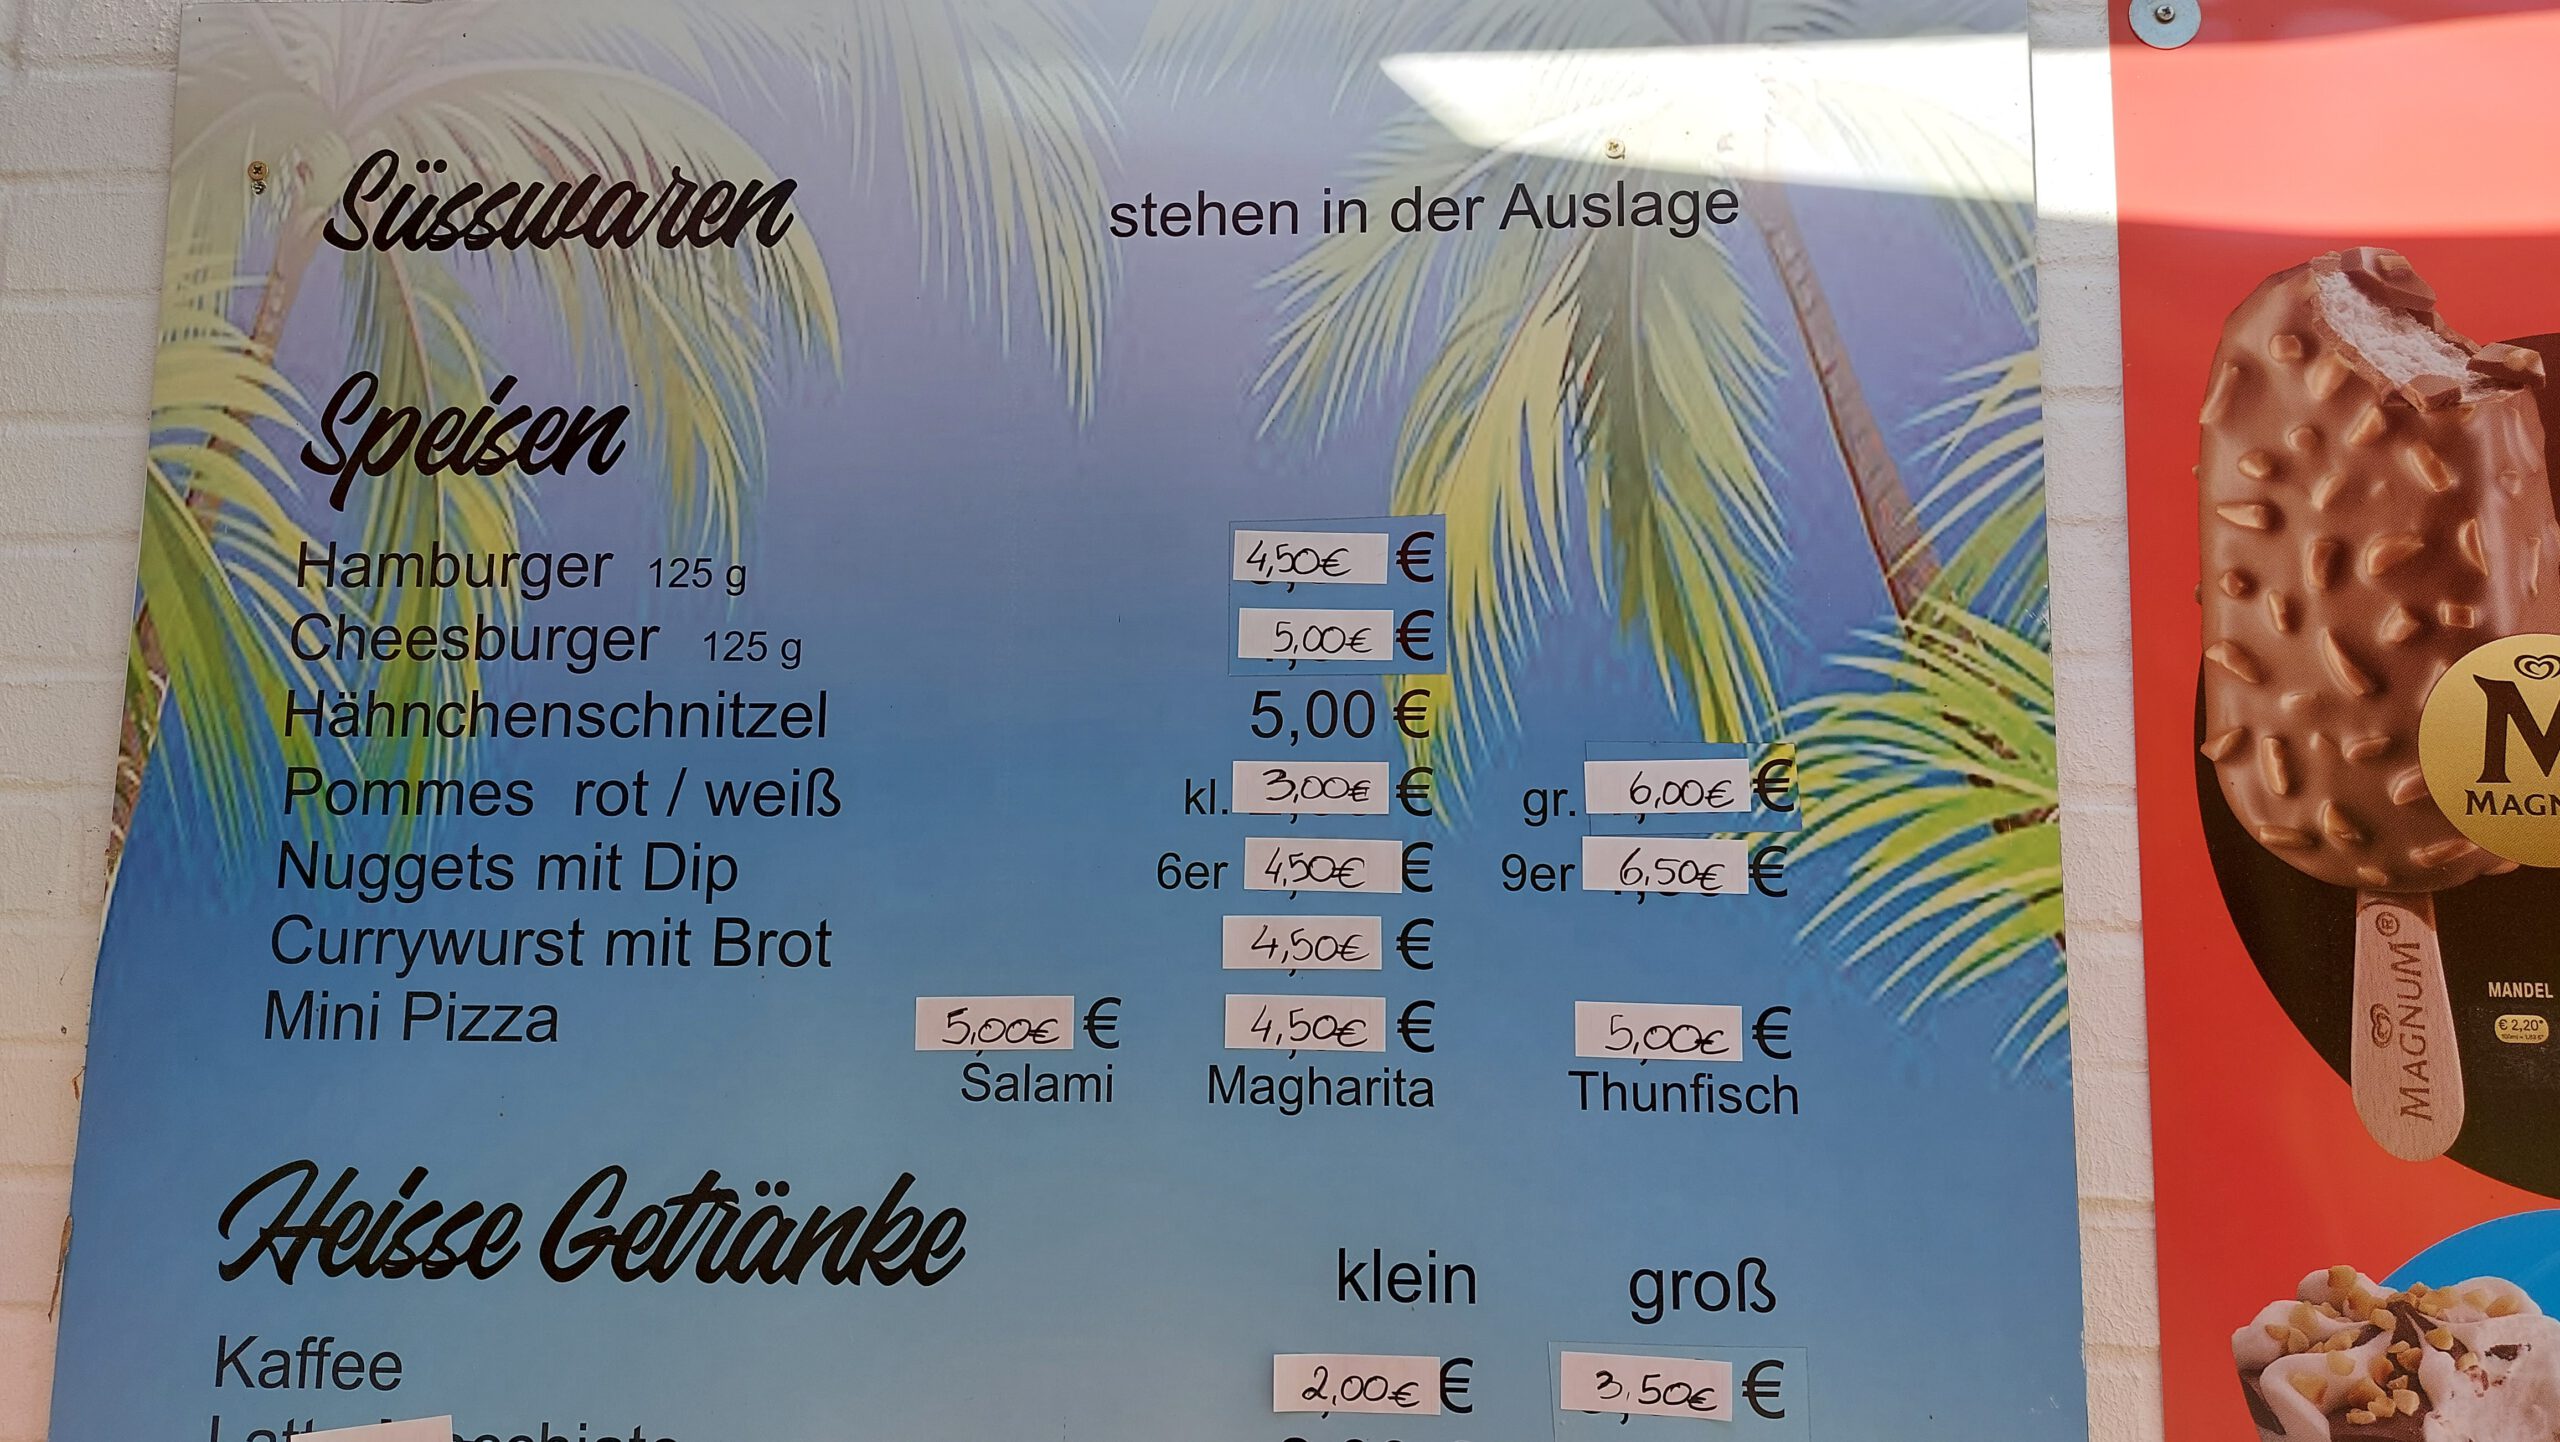 Süsswaren stehen in der Auslage
Speisen
Hamburger 125 g 4,50€ €
Cheesburger 125 g 5,00€ €
Hähnchenschnitzel 5,00 €
Pommes rot / weiß kl. 3,00€ € gr. 6,00€ €
Nuggets mit Dip 6er 4,50€ € 9er 6,50€ €
Currywurst mit Brot 4,50€ €
Mini Pizza 5,00€ € 4,50€ € 5,00€ €
Salami Magharita Thunfisch
Heisse Getränke klein groß
Kaffee 2,00€ € 3,50€ €
M
MAGN
MAGNUM
MANDEL
€ 2,20*